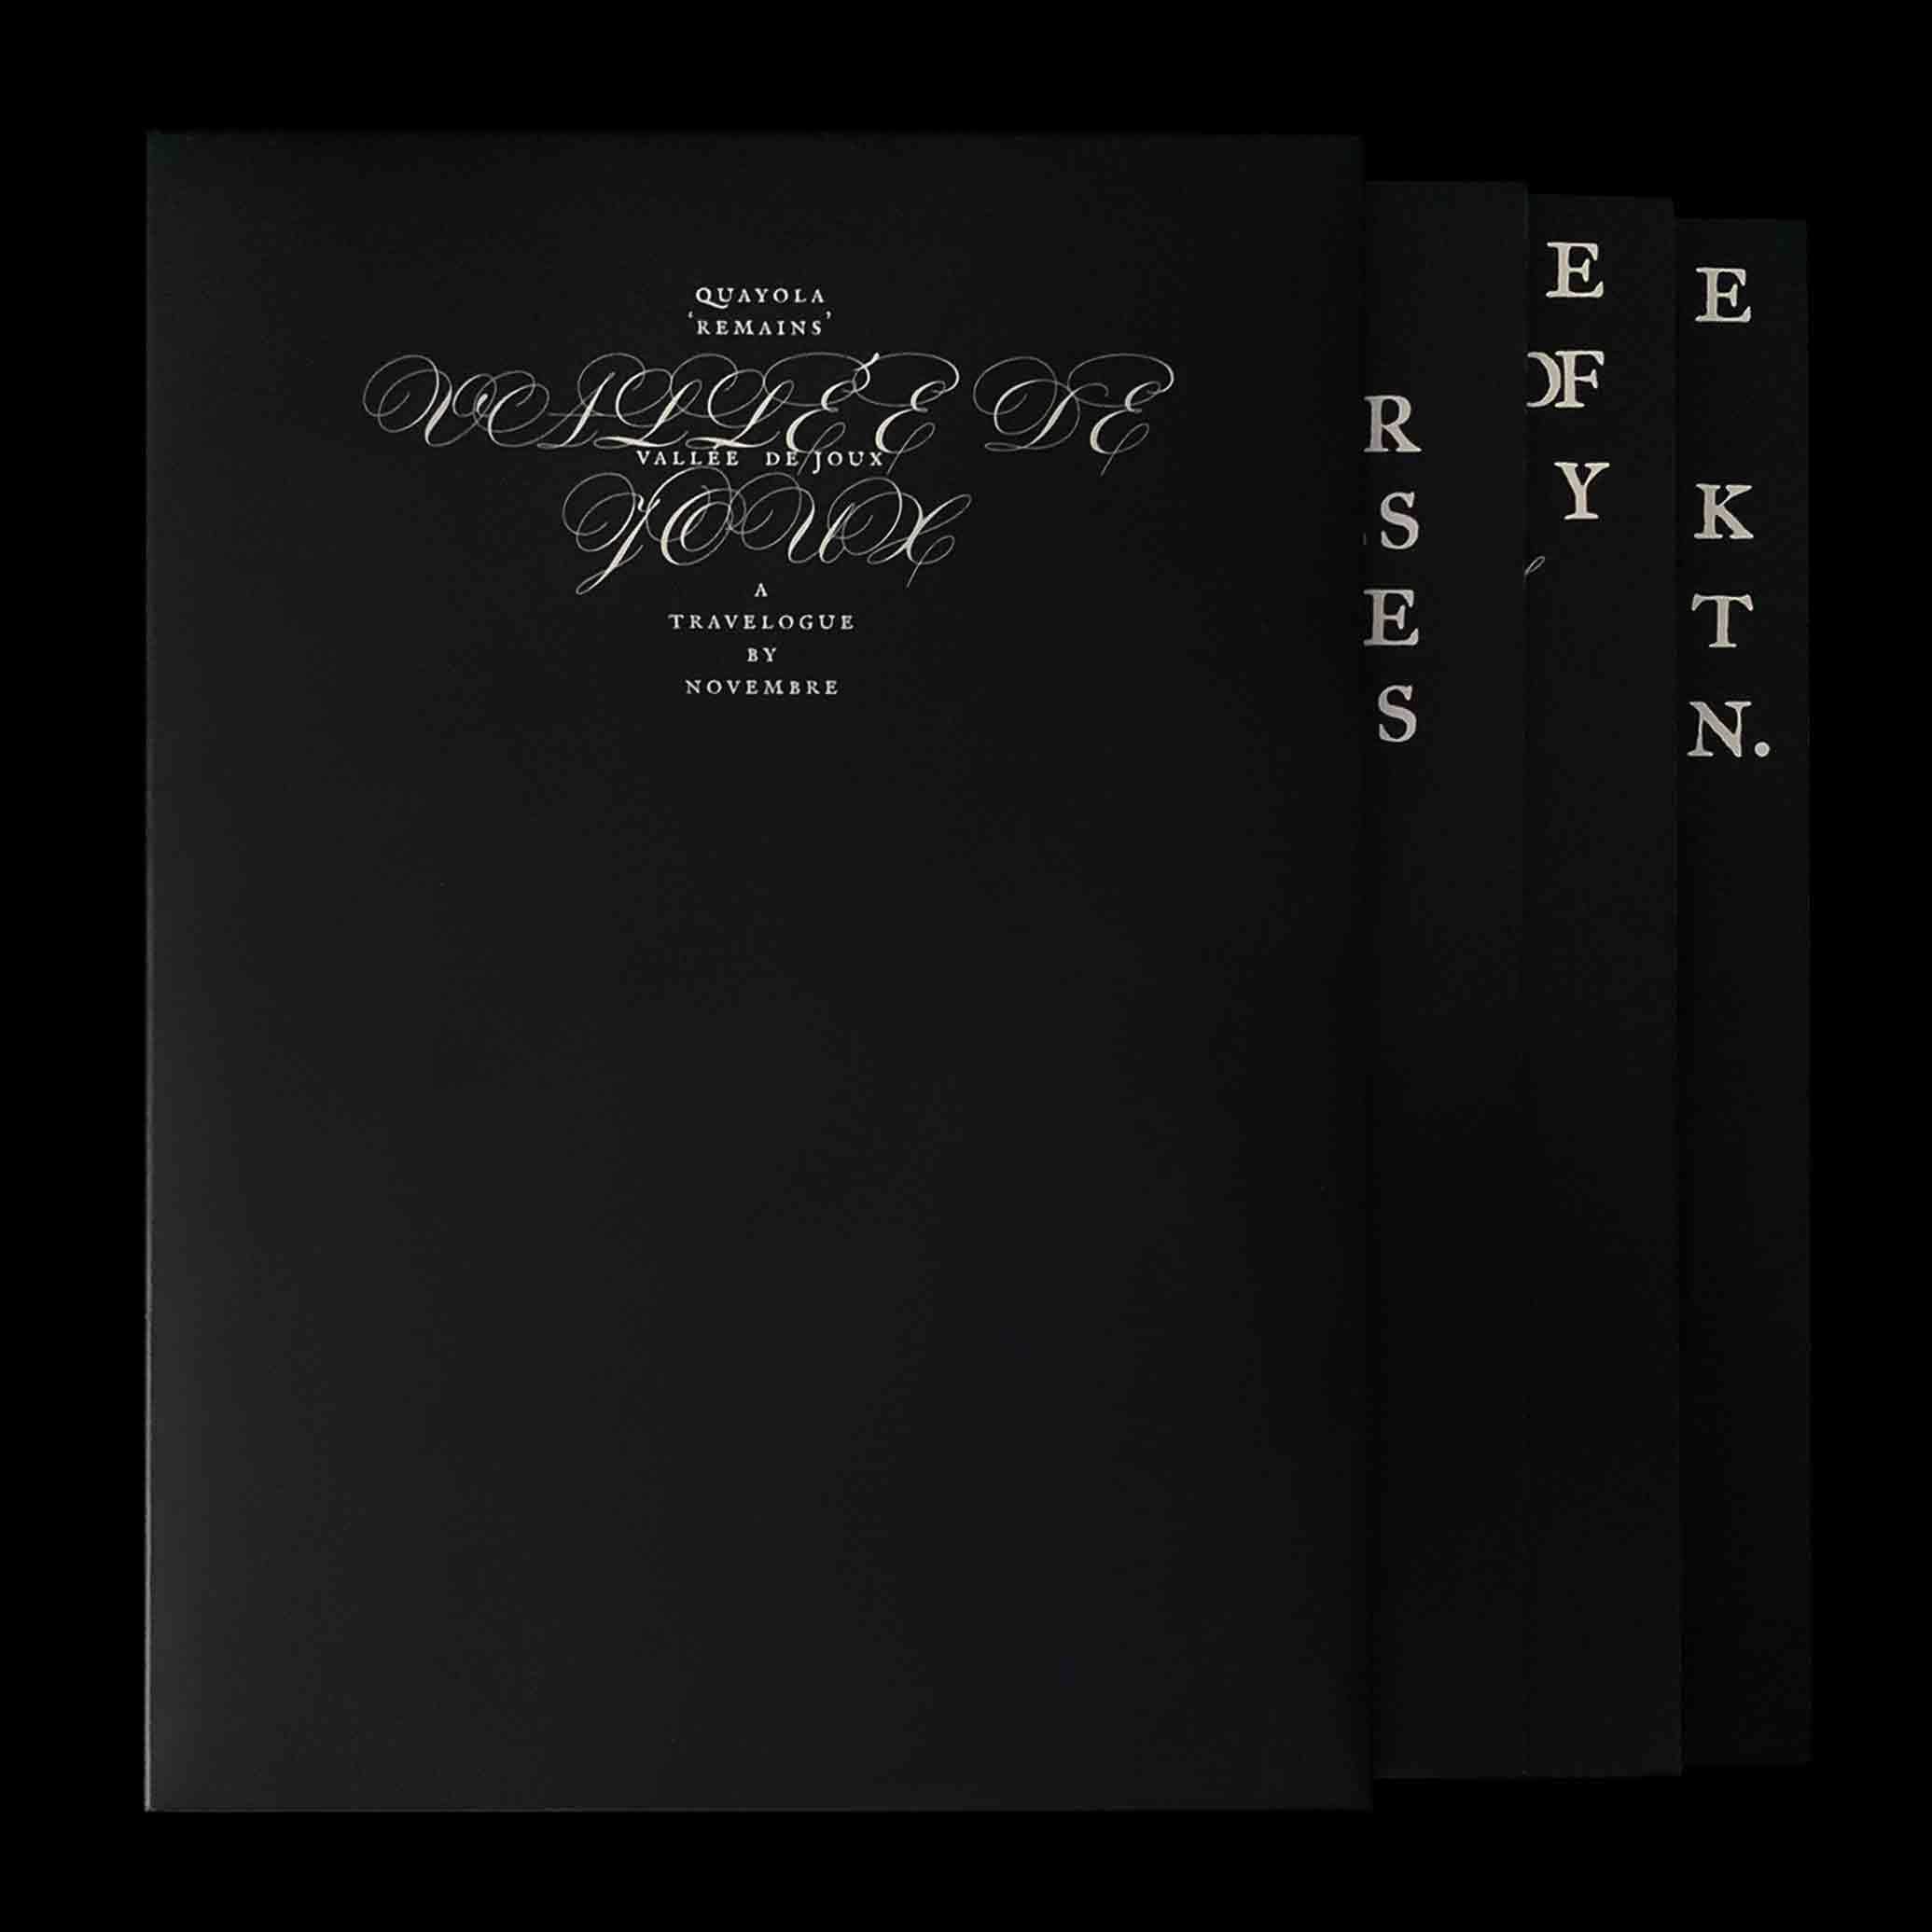 QUAYOLA
‘REMAINS’
VALLÉE DE
VALLÉE DE JOUX
JOUX
A
TRAVELOGUE
BY
NOVEMBRE
R
S
E
S
E
OF
Y
E
K
T
N.